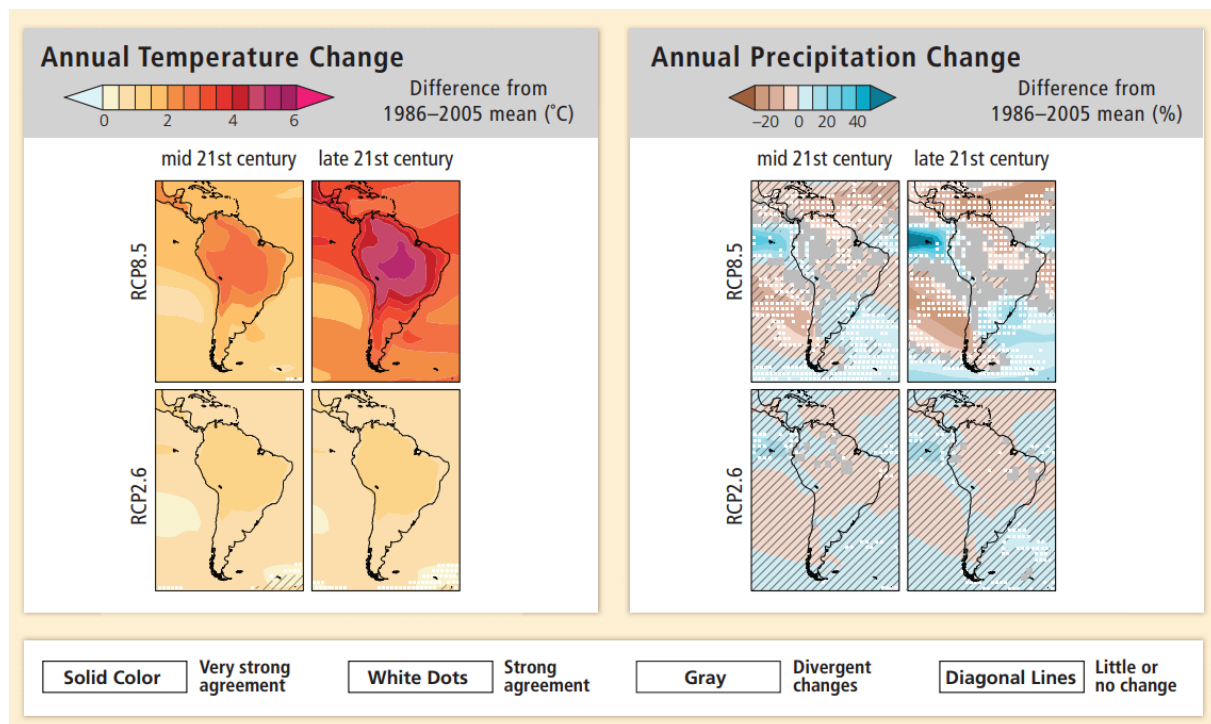 Annual Temperature Change
Difference from
1986–2005 mean (˚C)
0 2 4 6
mid 21st century late 21st century
RCP8.5
RCP2.6
Annual Precipitation Change
Difference from
1986–2005 mean (%)
–20 0 20 40
mid 21st century late 21st century
RCP8.5
RCP2.6
Solid Color
Very strong
agreement
White Dots
Strong
agreement
Gray
Divergent
changes
Diagonal Lines
Little or
no change